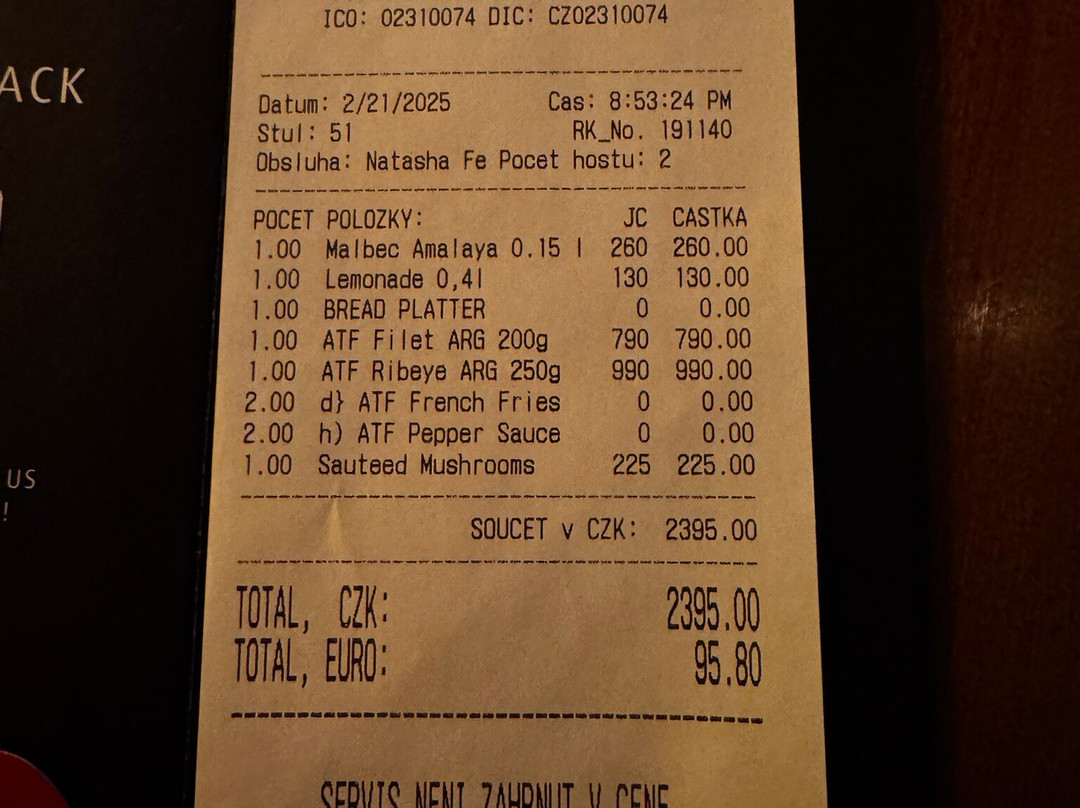 ACK
US
!
ICO: 02310074 DIC: CZ02310074
Datum: 2/21/2025 Cas: 8:53:24 PM
Stul: 51 RK_No. 191140
Obsluha: Natasha Fe Pocet hostu: 2
POCET POLOZKY: JC CASTKA
1.00 Malbec Amalaya 0.15 l 260 260.00
1.00 Lemonade 0,4l 130 130.00
1.00 BREAD PLATTER 0 0.00
1.00 ATF Filet ARG 200g 790 790.00
1.00 ATF Ribeye ARG 250g 990 990.00
2.00 d} ATF French Fries 0 0.00
2.00 h) ATF Pepper Sauce 0 0.00
1.00 Sauteed Mushrooms 225 225.00
SOUCET v CZK: 2395.00
TOTAL, CZK: 2395.00
TOTAL, EURO: 95.80
SERVIS NENI ZAHRNUT V CENE